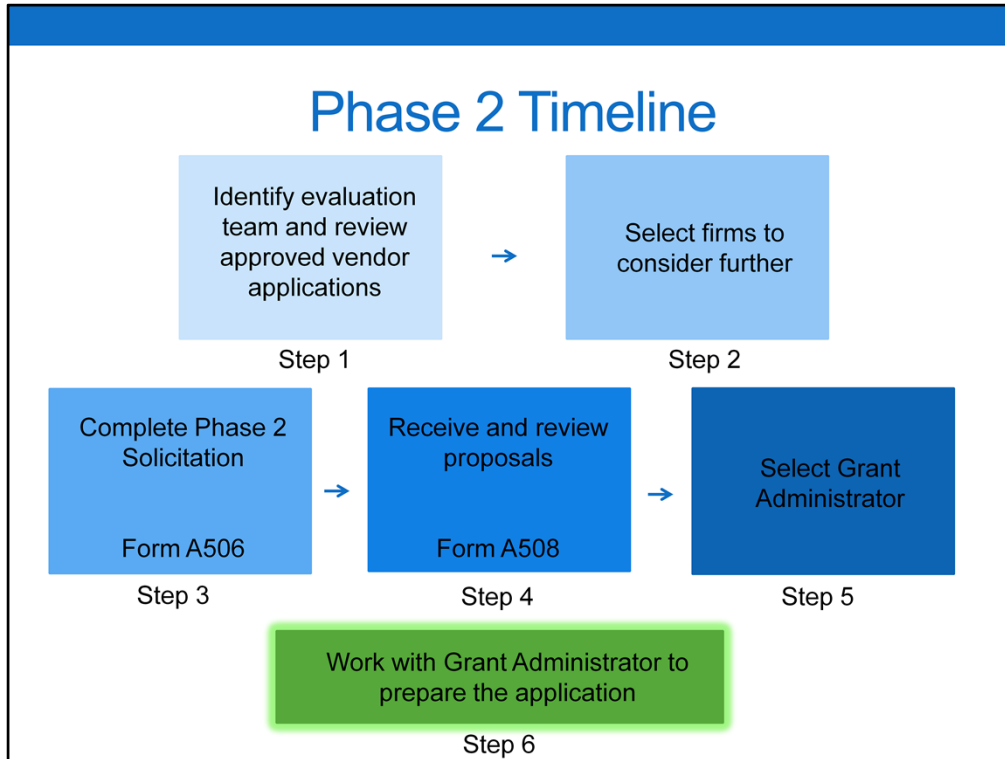 Phase 2 Timeline
Identify evaluation
team and review
approved vendor
applications
Step 1
Select firms to
consider further
Step 2
Complete Phase 2
Solicitation
Form A506
Step 3
Receive and review
proposals
Form A508
Step 4
Select Grant
Administrator
Step 5
Work with Grant Administrator to
prepare the application
Step 6